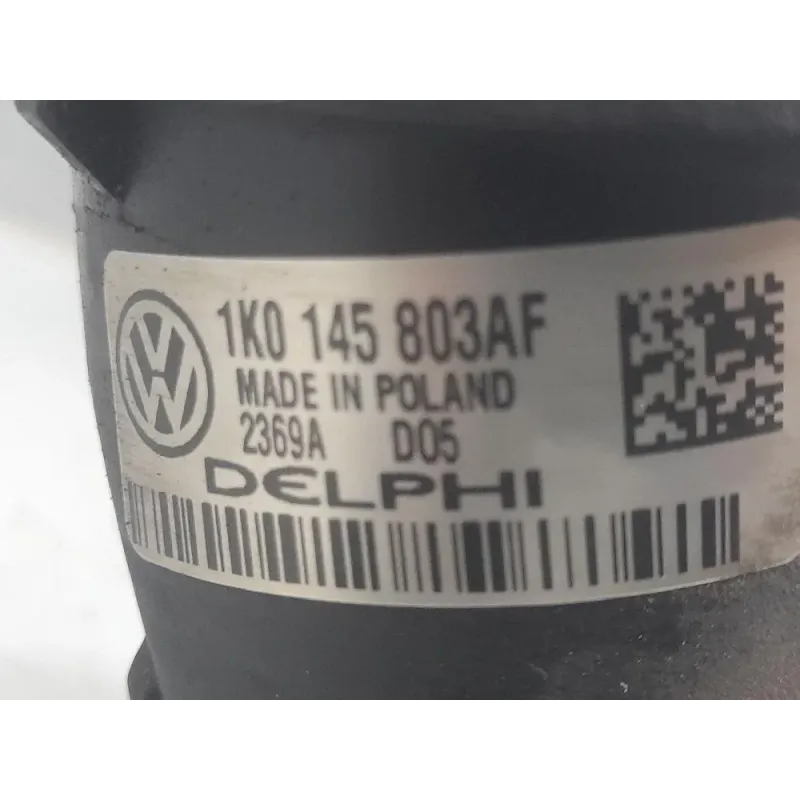 1K0 145 803AF
MADE IN POLAND
2369A D05
DELPHI